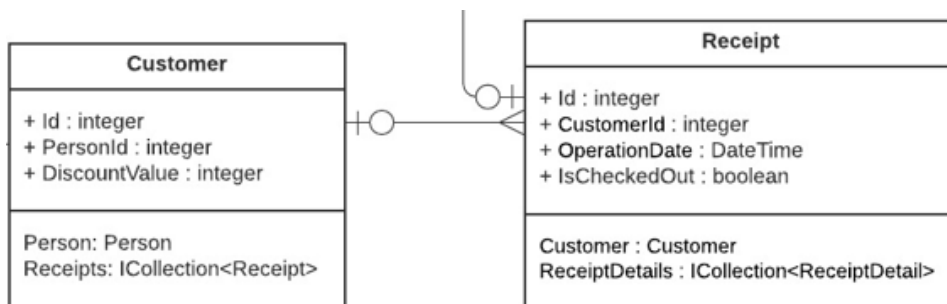 Customer
+ Id : integer
+ PersonId : integer
+ DiscountValue : integer
Person: Person
Receipts: ICollection<Receipt>
Receipt
+ Id : integer
+ CustomerId : integer
+ OperationDate : DateTime
+ IsCheckedOut : boolean
Customer : Customer
ReceiptDetails : ICollection<ReceiptDetail>